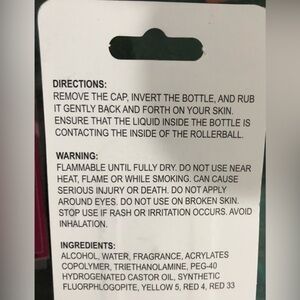 DIRECTIONS:
REMOVE THE CAP, INVERT THE BOTTLE, AND RUB
IT GENTLY BACK AND FORTH ON YOUR SKIN.
ENSURE THAT THE LIQUID INSIDE THE BOTTLE IS
CONTACTING THE INSIDE OF THE ROLLERBALL.
WARNING:
FLAMMABLE UNTIL FULLY DRY. DO NOT USE NEAR
HEAT, FLAME OR WHILE SMOKING. CAN CAUSE
SERIOUS INJURY OR DEATH. DO NOT APPLY
AROUND EYES. DO NOT USE ON BROKEN SKIN.
STOP USE IF RASH OR IRRITATION OCCURS. AVOID
INHALATION.
INGREDIENTS:
ALCOHOL, WATER, FRAGRANCE, ACRYLATES
COPOLYMER, TRIETHANOLAMINE, PEG-40
HYDROGENATED CASTOR OIL, SYNTHETIC
FLUORPHLOGOPITE, YELLOW 5, RED 4, RED 33